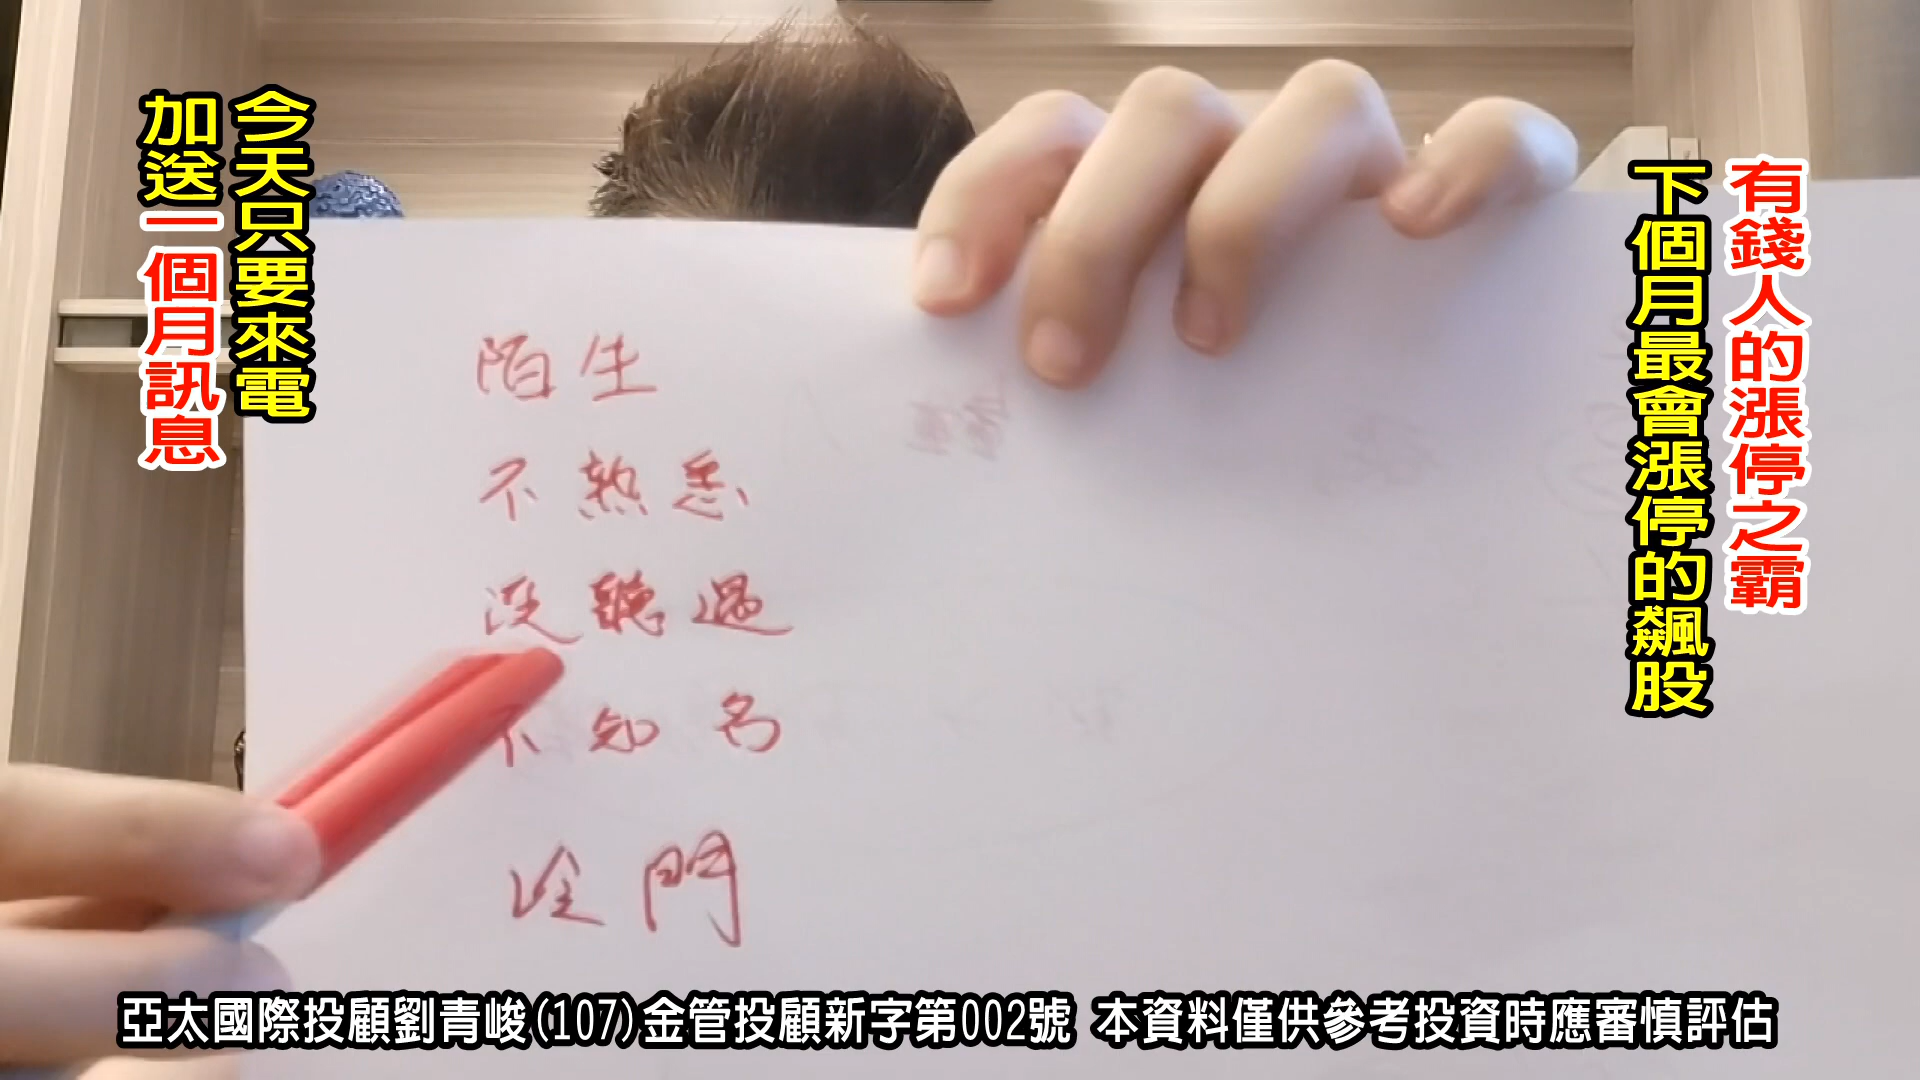 今天只要來電
加送一個月訊息
有錢人的漲停之霸
下個月最會漲停的飆股
陌生
不熟悉
沒聽過
不知名
冷門
亞太國際投顧劉青峻(107)金管投顧新字第002號 本資料僅供參考投資時應審慎評估